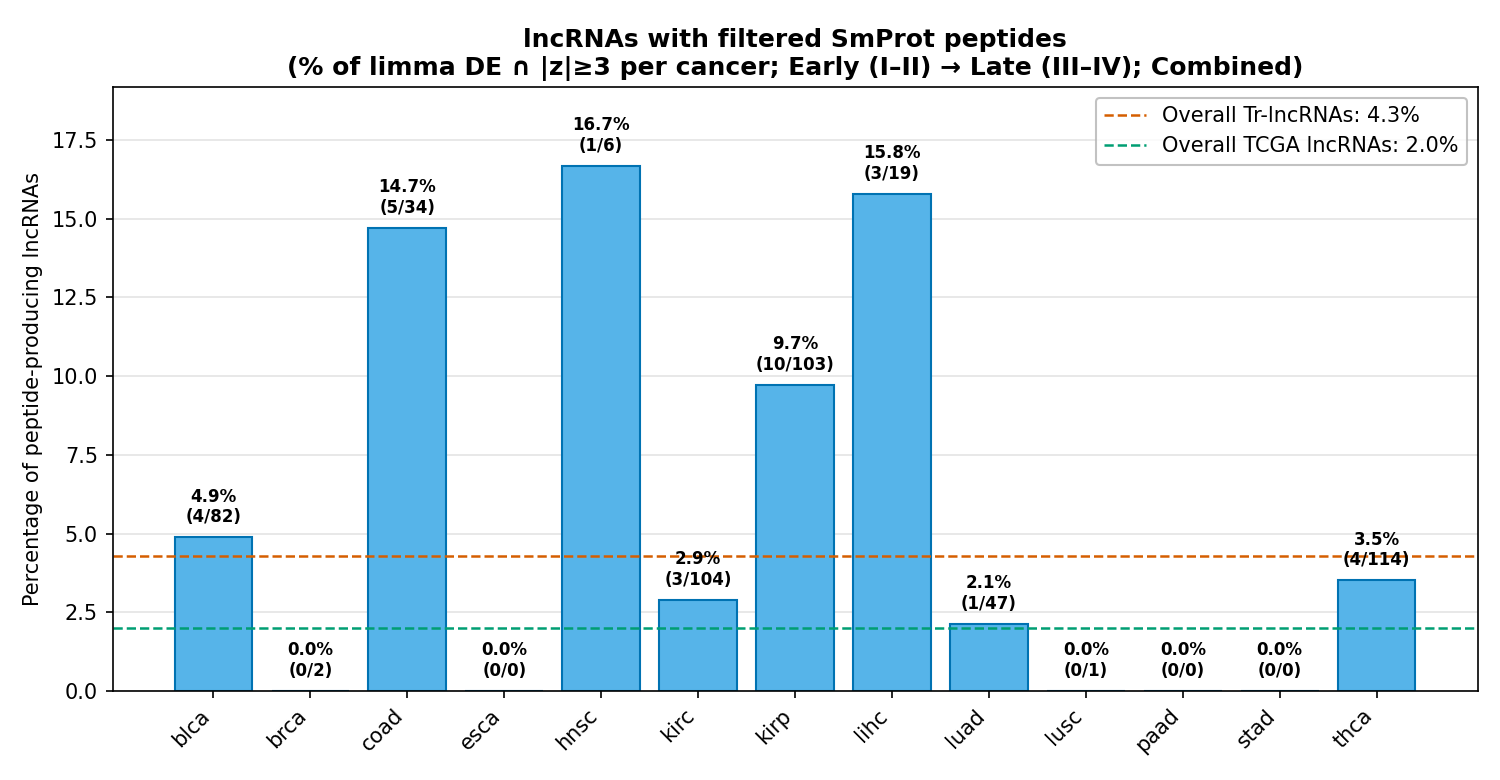 lncRNAs with filtered SmProt peptides
(% of limma DE ∩ |z|≥3 per cancer; Early (I–II) → Late (III–IV); Combined)
Percentage of peptide-producing lncRNAs
Overall Tr-lncRNAs: 4.3%
Overall TCGA lncRNAs: 2.0%
17.5
15.0
12.5
10.0
7.5
5.0
2.5
0.0
4.9%
(4/82)
0.0%
(0/2)
14.7%
(5/34)
0.0%
(0/0)
16.7%
(1/6)
2.9%
(3/104)
9.7%
(10/103)
15.8%
(3/19)
2.1%
(1/47)
0.0%
(0/1)
0.0%
(0/0)
0.0%
(0/0)
3.5%
(4/114)
blca
brca
coad
esca
hnsc
kirc
kirp
lihc
luad
lusc
paad
stad
thca